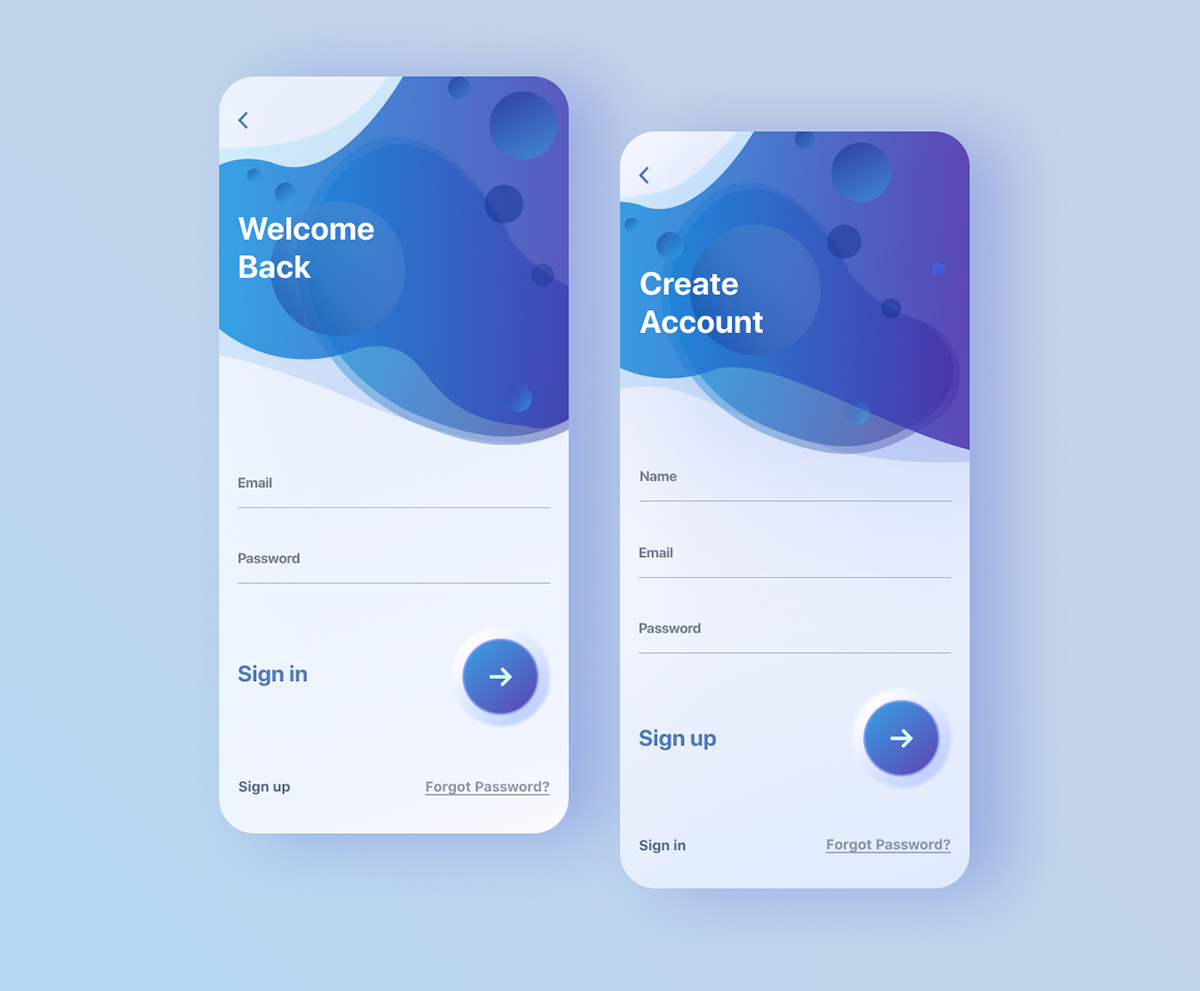 Welcome
Back
Email
Password
Sign in
Sign up
Forgot Password?
Create
Account
Name
Email
Password
Sign up
Sign in
Forgot Password?